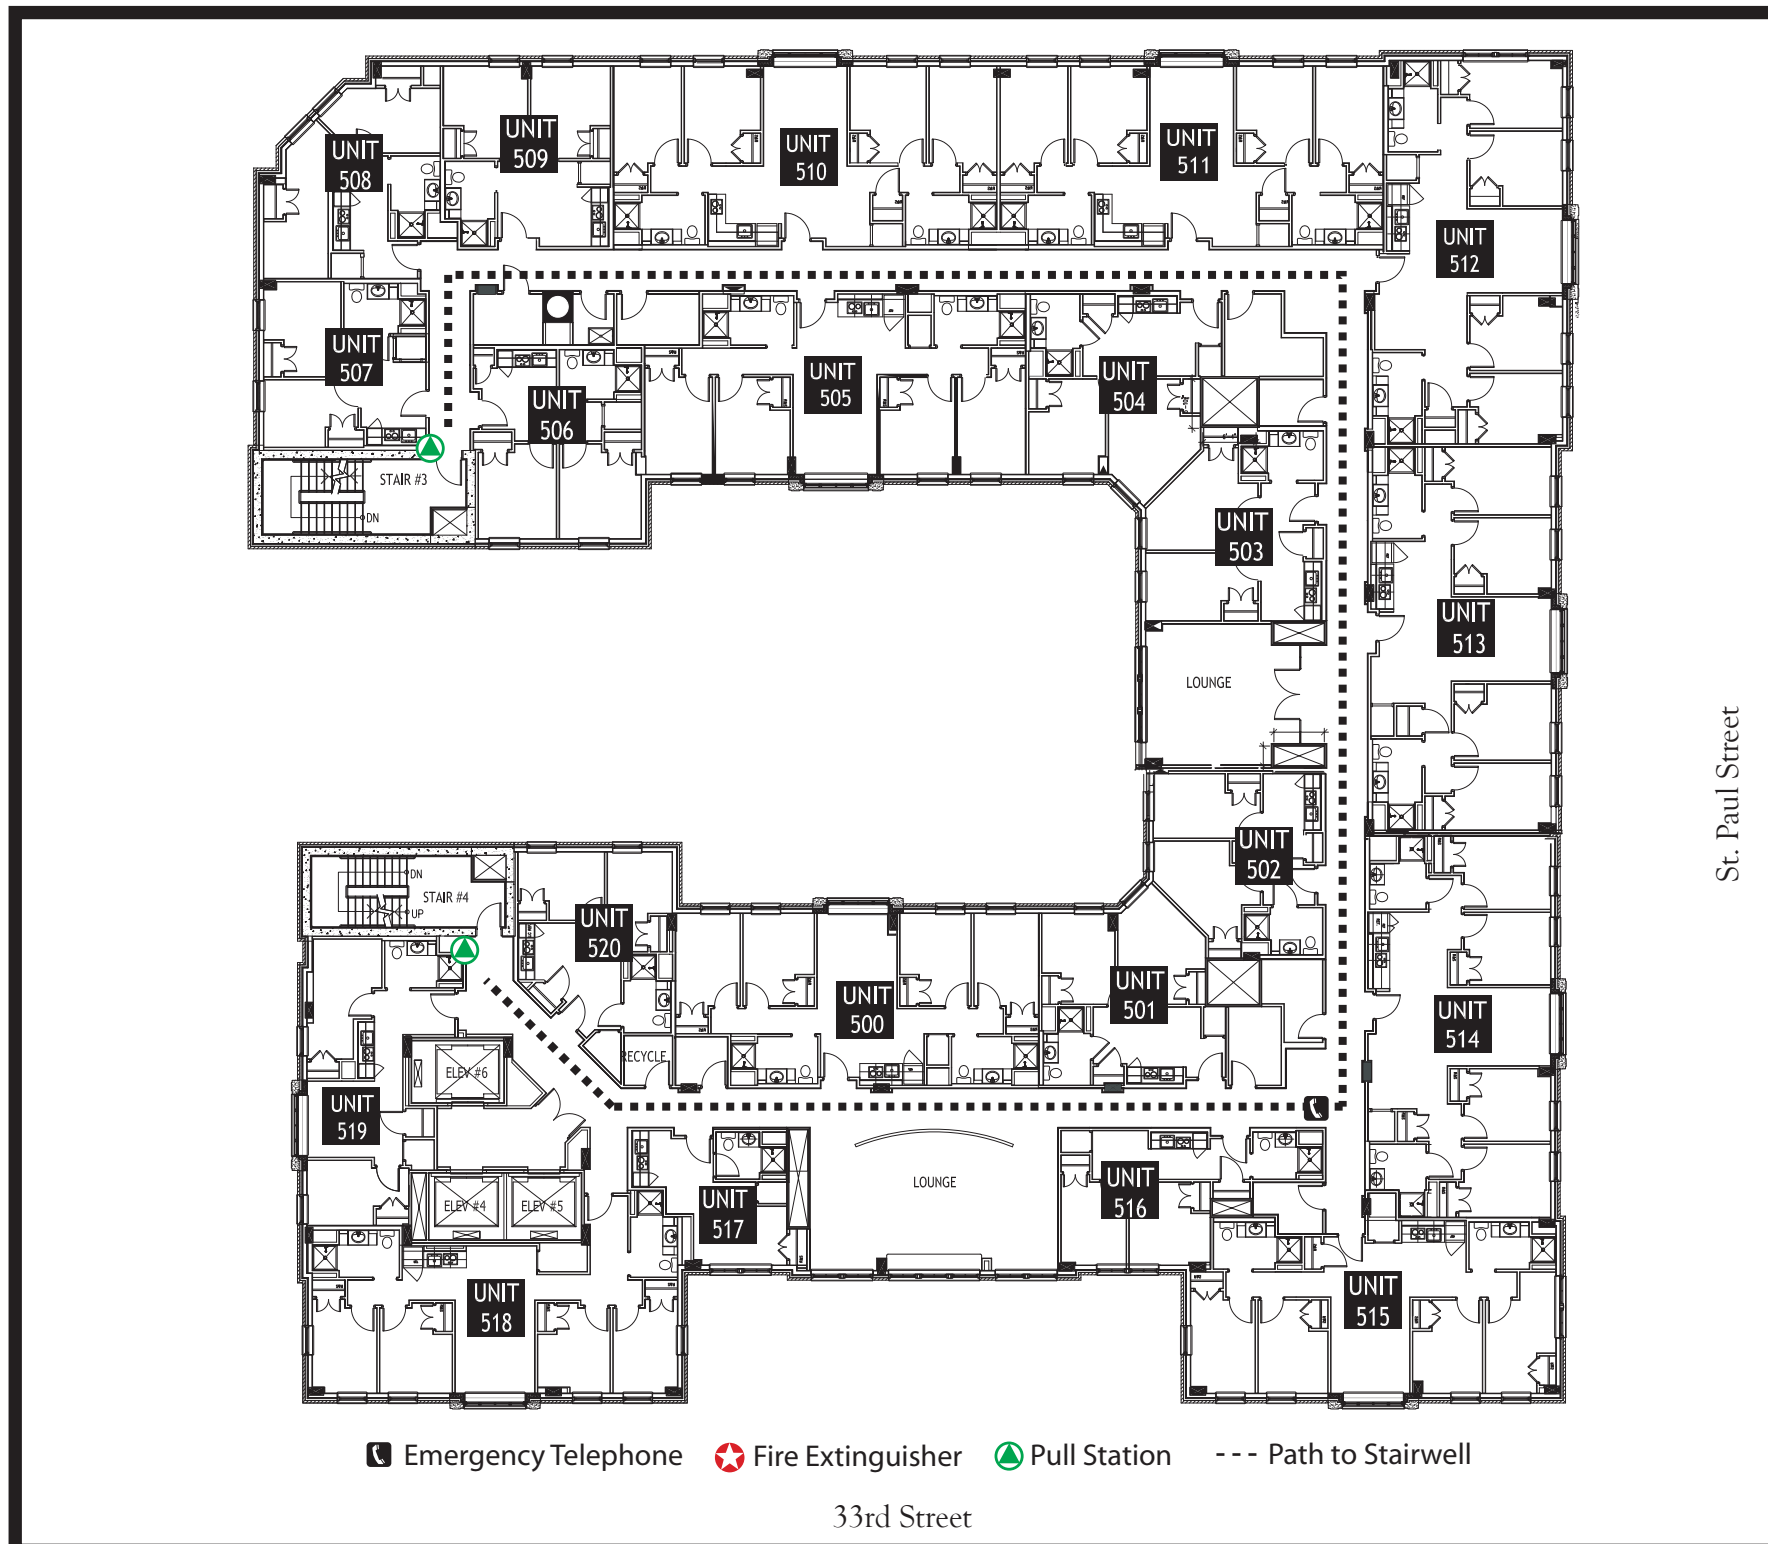 UNIT
509
UNIT
508
UNIT
510
UNIT
511
UNIT
512
UNIT
507
UNIT
506
UNIT
505
UNIT
504
STAIR #3
DN
UNIT
503
UNIT
513
LOUNGE
St. Paul Street
UNIT
502
DN
STAIR #4
UP
UNIT
520
UNIT
500
UNIT
501
UNIT
514
RECYCLE
ELEV #6
UNIT
519
ELEV #4
ELEV #5
UNIT
517
LOUNGE
UNIT
516
UNIT
518
UNIT
515
Emergency Telephone
Fire Extinguisher
Pull Station
--- Path to Stairwell
33rd Street